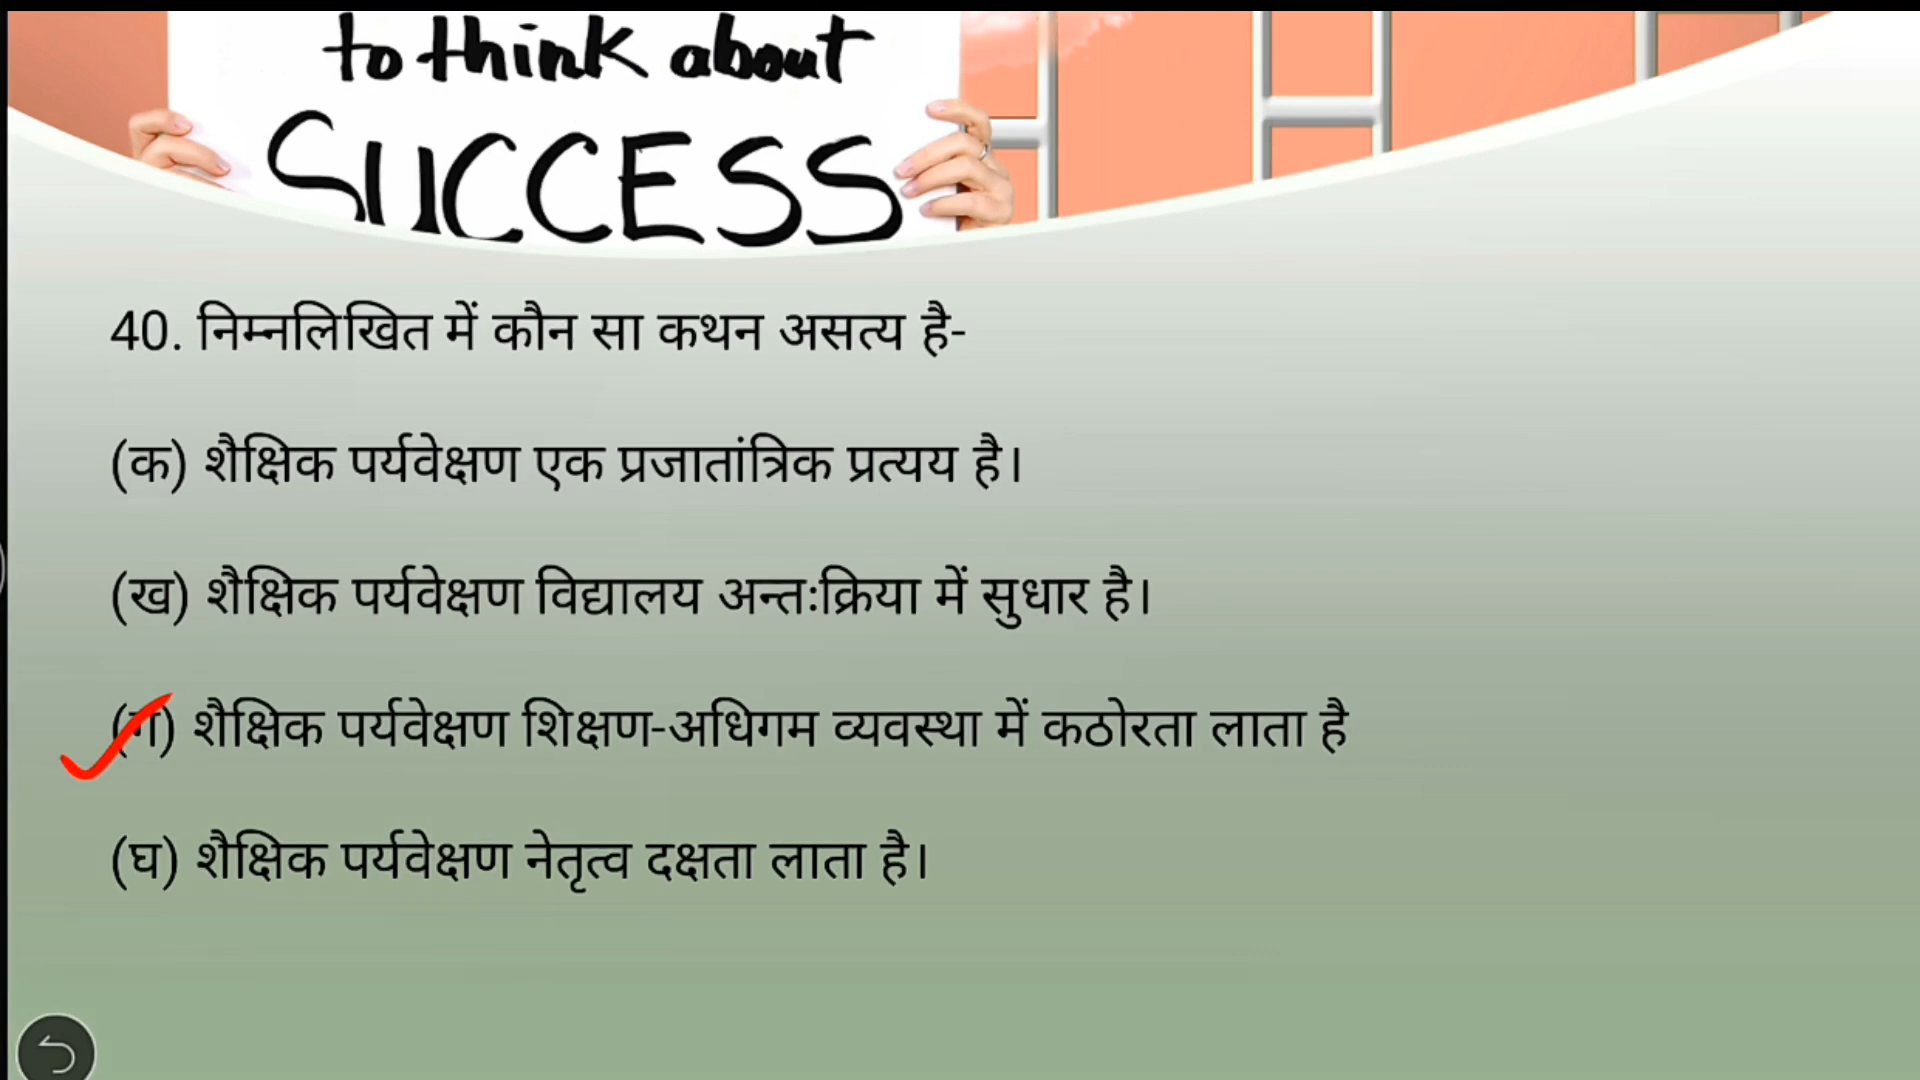 to think about
SUCCESS
40. निम्नलिखित में कौन सा कथन असत्य है-
(क) शैक्षिक पर्यवेक्षण एक प्रजातांत्रिक प्रत्यय है।
(ख) शैक्षिक पर्यवेक्षण विद्यालय अन्तःक्रिया में सुधार है।
(ग) शैक्षिक पर्यवेक्षण शिक्षण-अधिगम व्यवस्था में कठोरता लाता है
(घ) शैक्षिक पर्यवेक्षण नेतृत्व दक्षता लाता है।